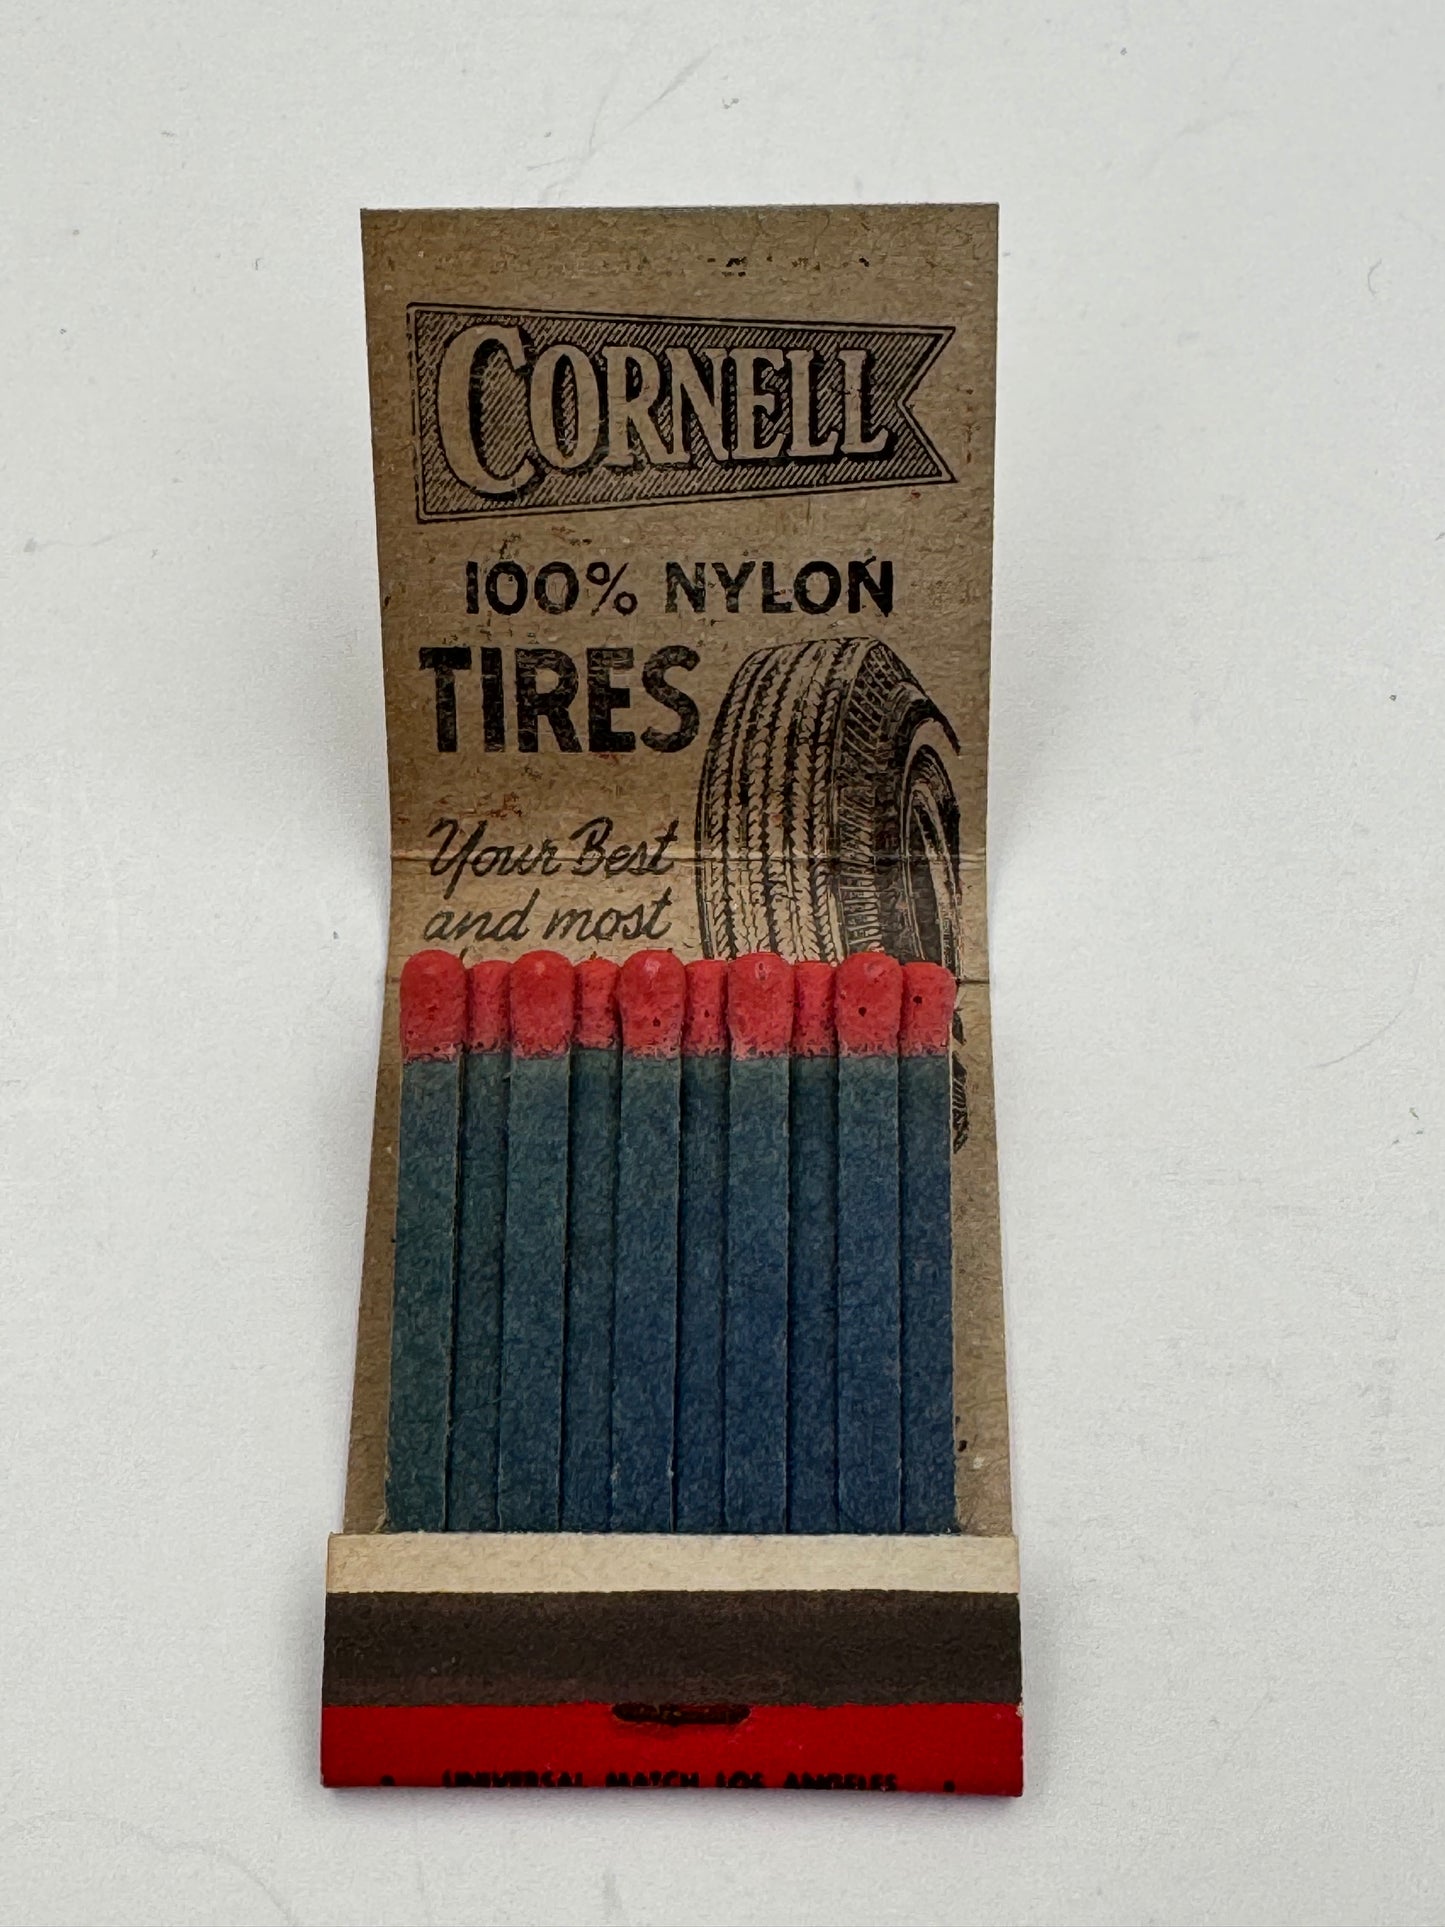 CORNELL
100% NYLON
TIRES
Your Best
and most
UNIVERSAL MATCH LOS ANGELES